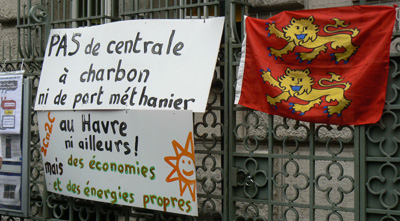 PAS de centrale
à charbon
ni de port méthanier
au Havre
ni ailleurs !
mais des économies
et des énergies propres